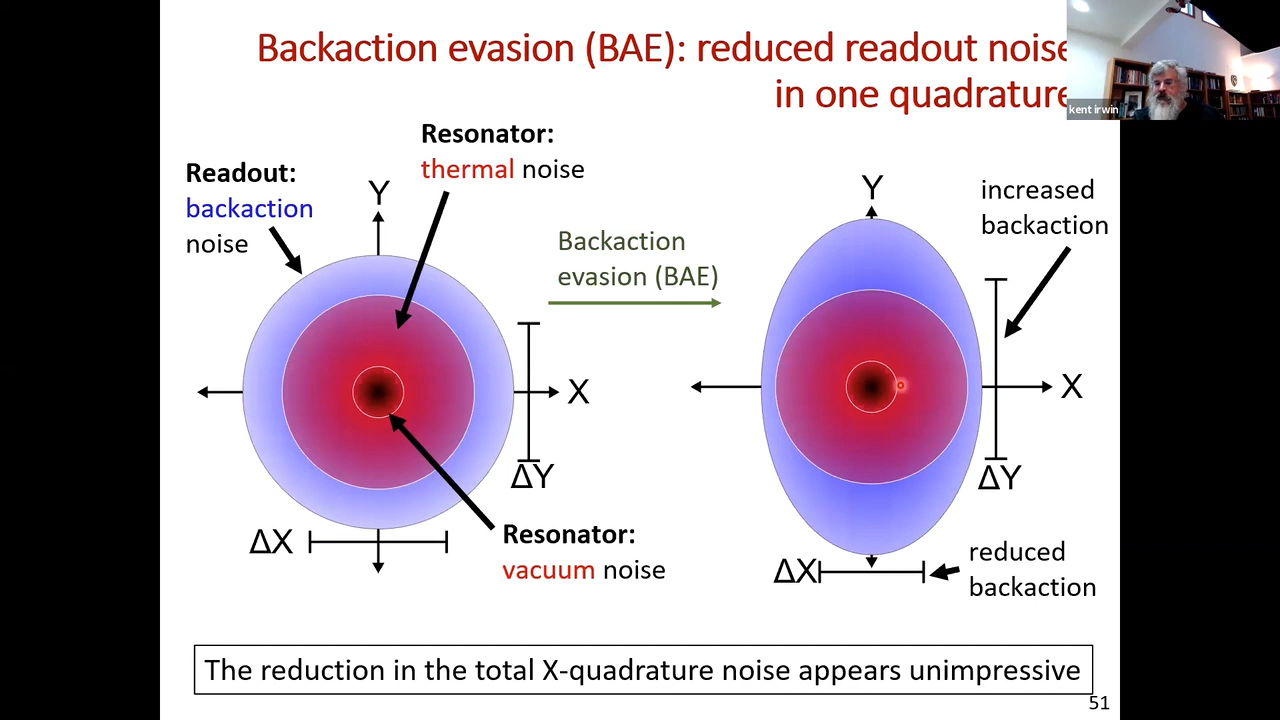 Backaction evasion (BAE): reduced readout noise
in one quadrature
kent irwin
Resonator:
thermal noise
Readout:
backaction
noise
Y
X
ΔY
ΔX
Resonator:
vacuum noise
Backaction
evasion (BAE)
Y
X
increased
backaction
ΔY
ΔX
reduced
backaction
The reduction in the total X-quadrature noise appears unimpressive
51